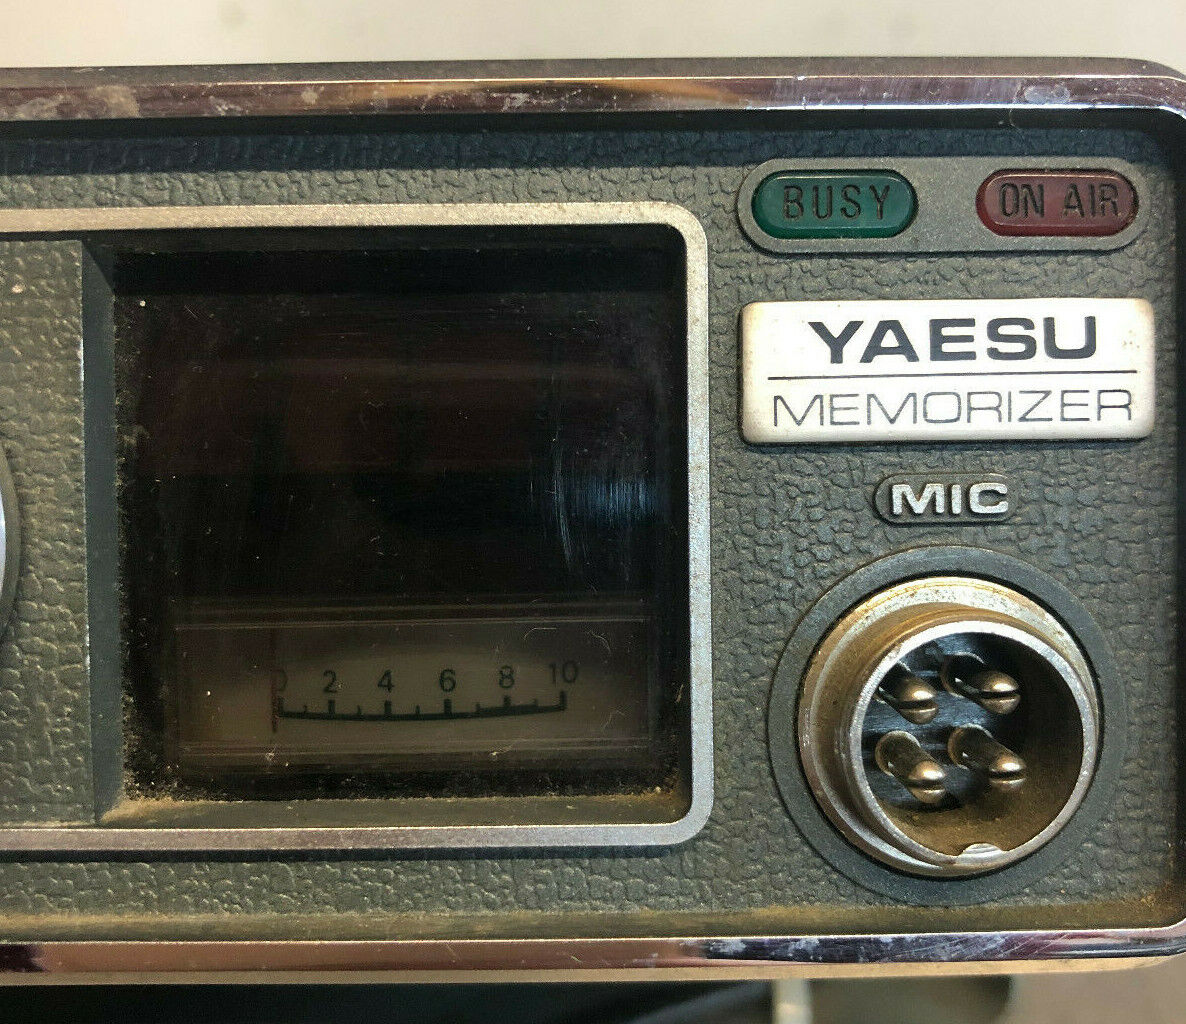 BUSY ON AIR
YAESU
MEMORIZER
MIC
0 2 4 6 8 10